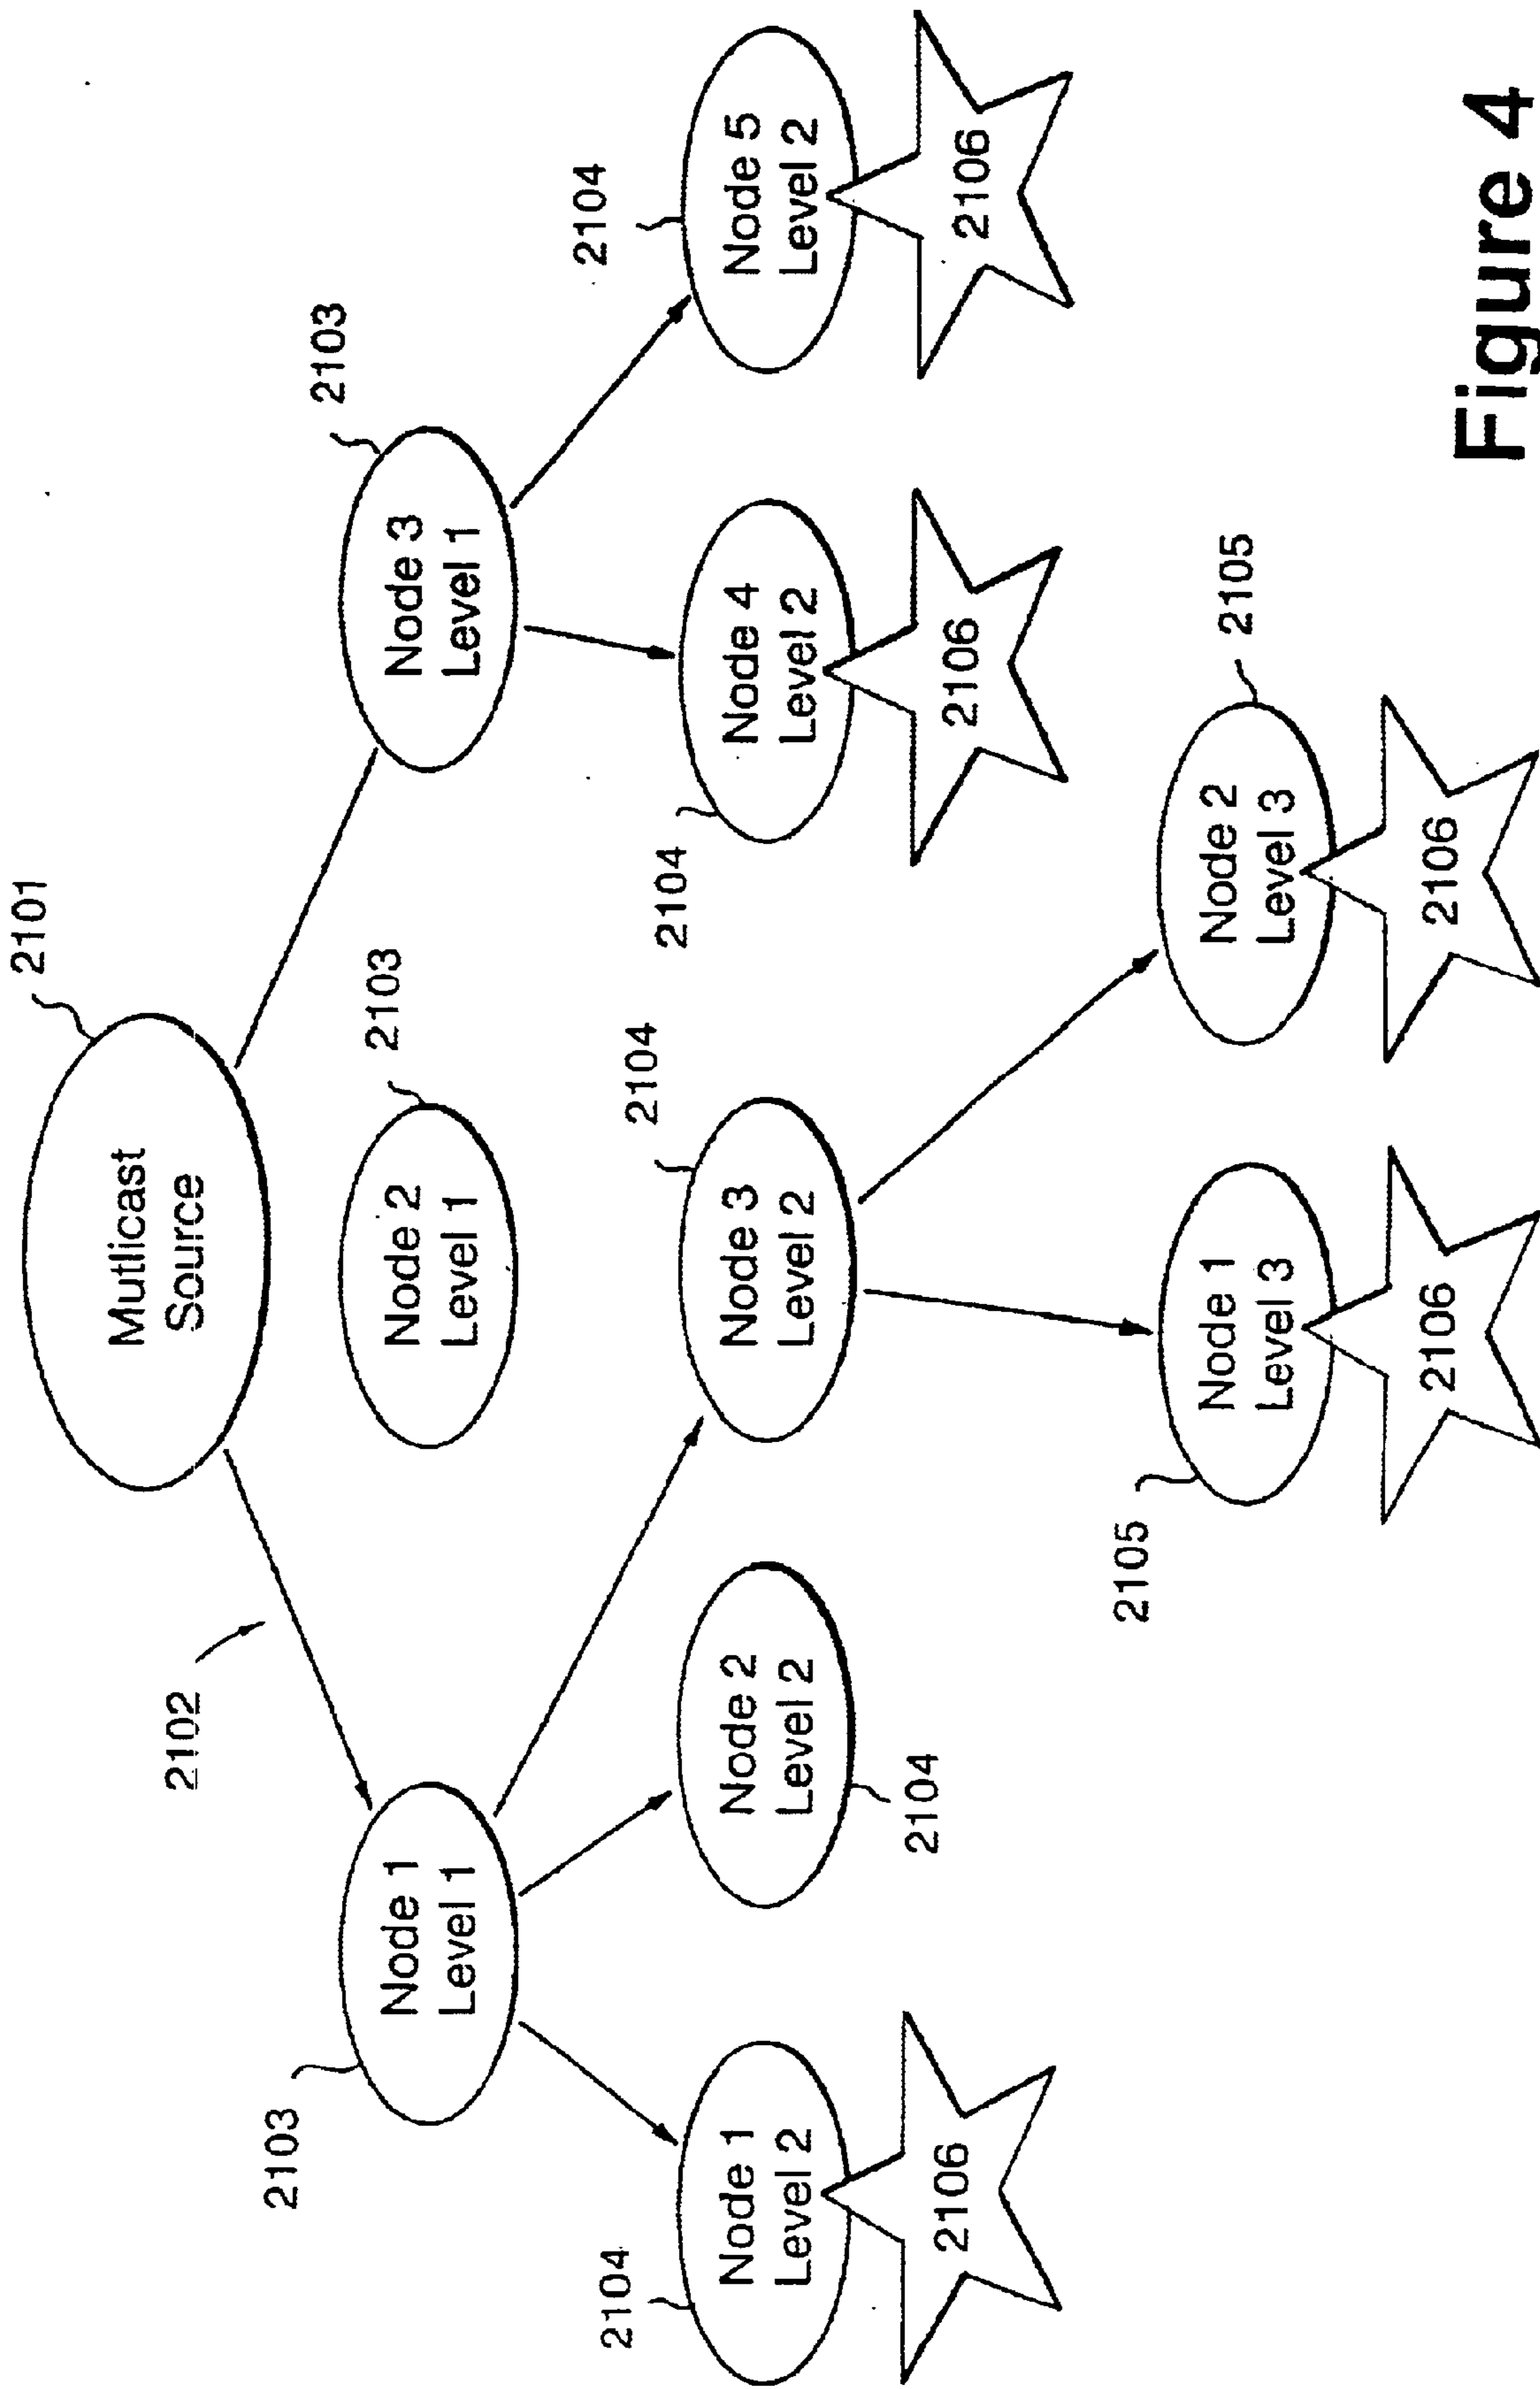 2101
Mutlicast
Source
2102
2103
Node 1
Level 1
2103
Node 2
Level 1
2103
Node 3
Level 1
2104
Node 1
Level 2
2106
Node 2
Level 2
2104
2104
Node 3
Level 2
2104
Node 4
Level 2
2106
2104
Node 5
Level 2
2106
2105
Node 1
Level 3
2106
2105
Node 2
Level 3
2106
Figure 4